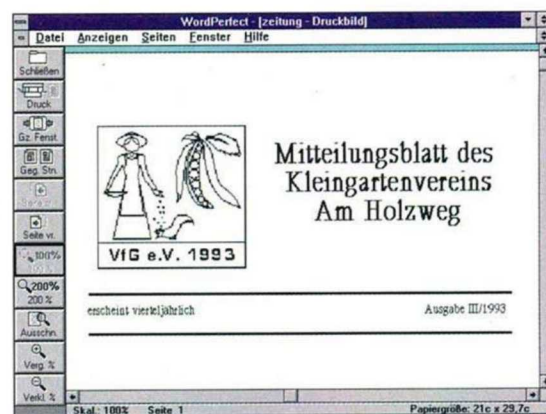 WordPerfect - [zeitung - Druckbild]
Datei Anzeigen Seiten Fenster Hilfe
Schließen
Druck
Gz. Fenst.
Geg. Stn.
Seite vr.
100%
200%
200 %
Ausschn.
Verg. %
Verkl. %
Mitteilungsblatt des
Kleingartenvereins
Am Holzweg
VfG e.V. 1993
erscheint vierteljährlich Ausgabe III/1993
Skal.: 100% Seite 1 Papiergröße: 21c x 29,7c